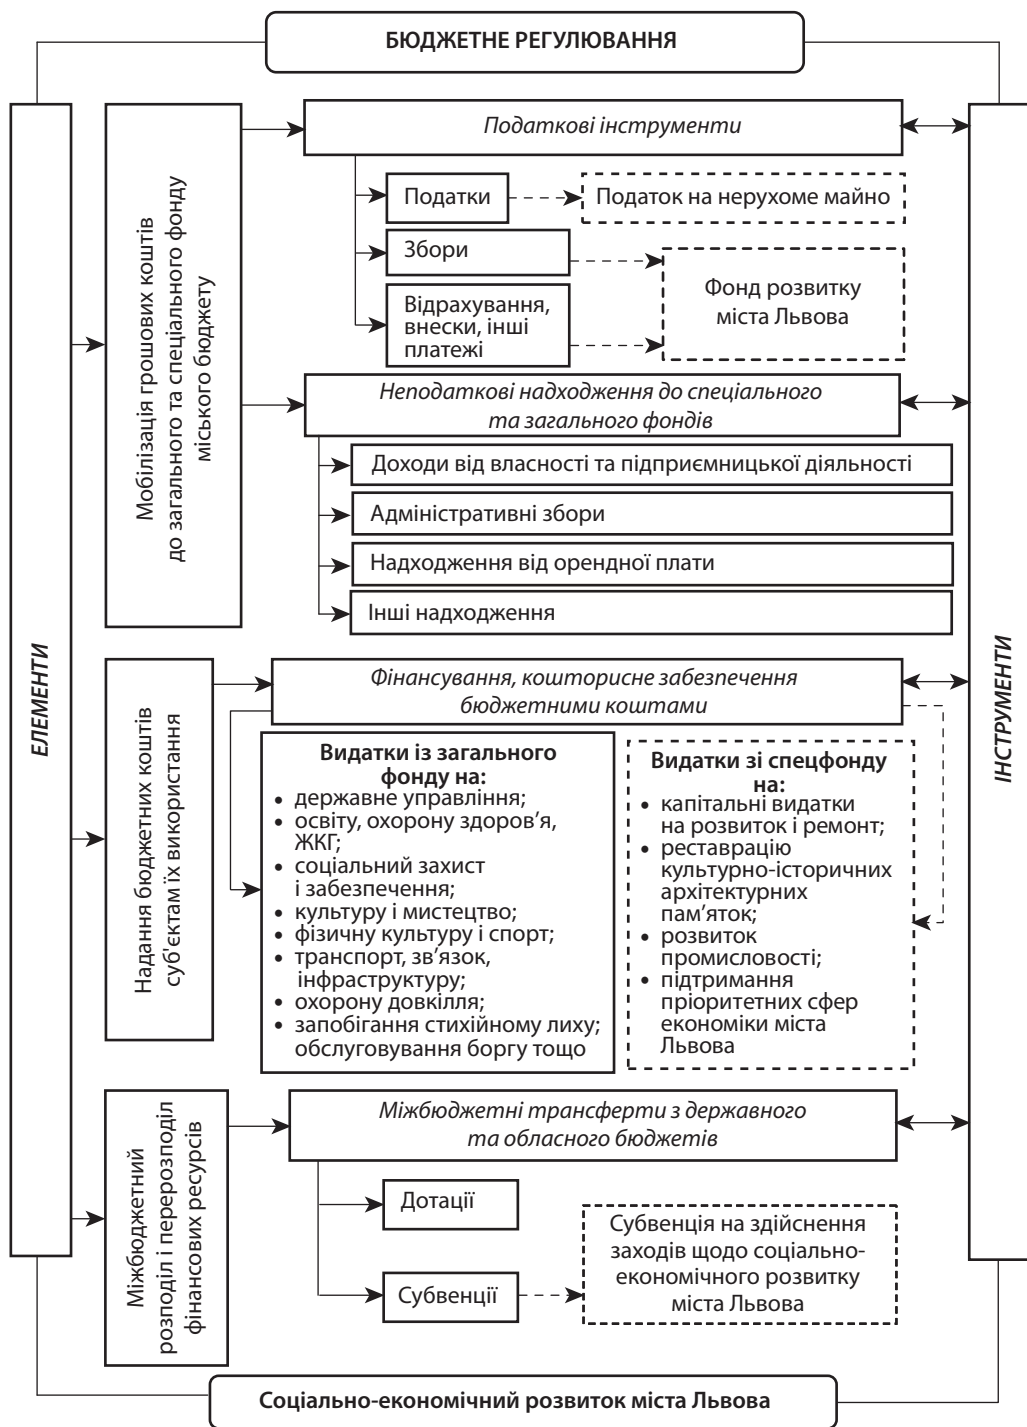 БЮДЖЕТНЕ РЕГУЛЮВАННЯ
ЕЛЕМЕНТИ
Мобілізація грошових коштів
до загального та спеціального фонду
міського бюджету
Податкові інструменти
Податки
Податок на нерухоме майно
Збори
Відрахування,
внески, інші
платежі
Фонд розвитку
міста Львова
Неподаткові надходження до спеціального
та загального фондів
Доходи від власності та підприємницької діяльності
Адміністративні збори
Надходження від орендної плати
Інші надходження
Надання бюджетних коштів
суб'єктам їх використання
Фінансування, кошторисне забезпечення
бюджетними коштами
Видатки із загального
фонду на:
• державне управління;
• освіту, охорону здоров’я,
ЖКГ;
• соціальний захист
і забезпечення;
• культуру і мистецтво;
• фізичну культуру і спорт;
• транспорт, зв’язок,
інфраструктуру;
• охорону довкілля;
• запобігання стихійному лиху;
обслуговування боргу тощо
Видатки зі спецфонду
на:
• капітальні видатки
на розвиток і ремонт;
• реставрацію
культурно-історичних
архітектурних
пам’яток;
• розвиток
промисловості;
• підтримання
пріоритетних сфер
економіки міста
Львова
Міжбюджетний
розподіл і перерозподіл
фінансових ресурсів
Міжбюджетні трансферти з державного
та обласного бюджетів
Дотації
Субвенції
Субвенція на здійснення
заходів щодо соціально-
економічного розвитку
міста Львова
ІНСТРУМЕНТИ
Соціально-економічний розвиток міста Львова